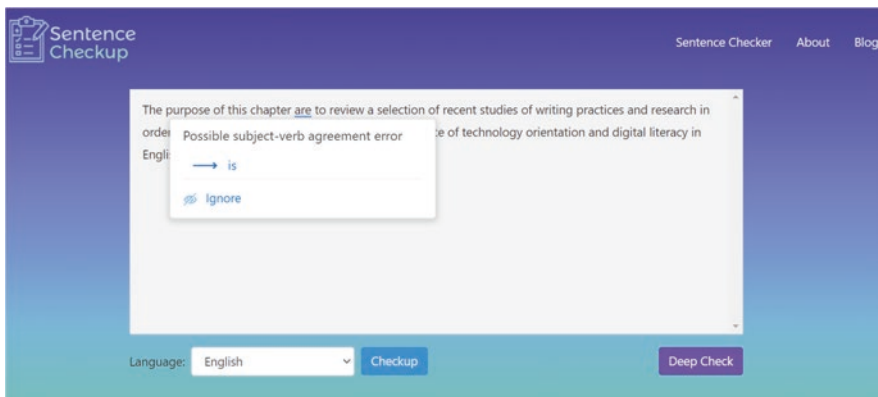 Sentence
Checkup
Sentence Checker About Blog
The purpose of this chapter are to review a selection of recent studies of writing practices and research in
of technology orientation and digital literacy in
Possible subject-verb agreement error
is
Ignore
Language: English Checkup Deep Check